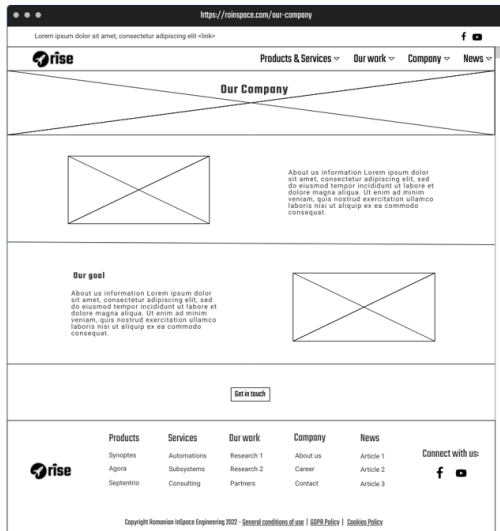 https://roinspace.com/our-company
Lorem ipsum dolor sit amet, consectetur adipiscing elit <link>
rise
Products & Services Our work Company News
Our Company
About us information Lorem ipsum dolor
sit amet, consectetur adipiscing elit, sed
do eiusmod tempor incididunt ut labore et
dolore magna aliqua. Ut enim ad minim
veniam, quis nostrud exercitation ullamco
laboris nisi ut aliquip ex ea commodo
consequat.
Our goal
About us information Lorem ipsum dolor
sit amet, consectetur adipiscing elit, sed
do eiusmod tempor incididunt ut labore et
dolore magna aliqua. Ut enim ad minim
veniam, quis nostrud exercitation ullamco
laboris nisi ut aliquip ex ea commodo
consequat.
Get in touch
rise
Products
Synoptes
Agora
Septentrio
Services
Automations
Subsystems
Consulting
Our work
Research 1
Research 2
Partners
Company
About us
Career
Contact
News
Article 1
Article 2
Article 3
Connect with us:
Copyright Romanian InSpace Engineering 2022 - General conditions of use | GDPR Policy | Cookies Policy